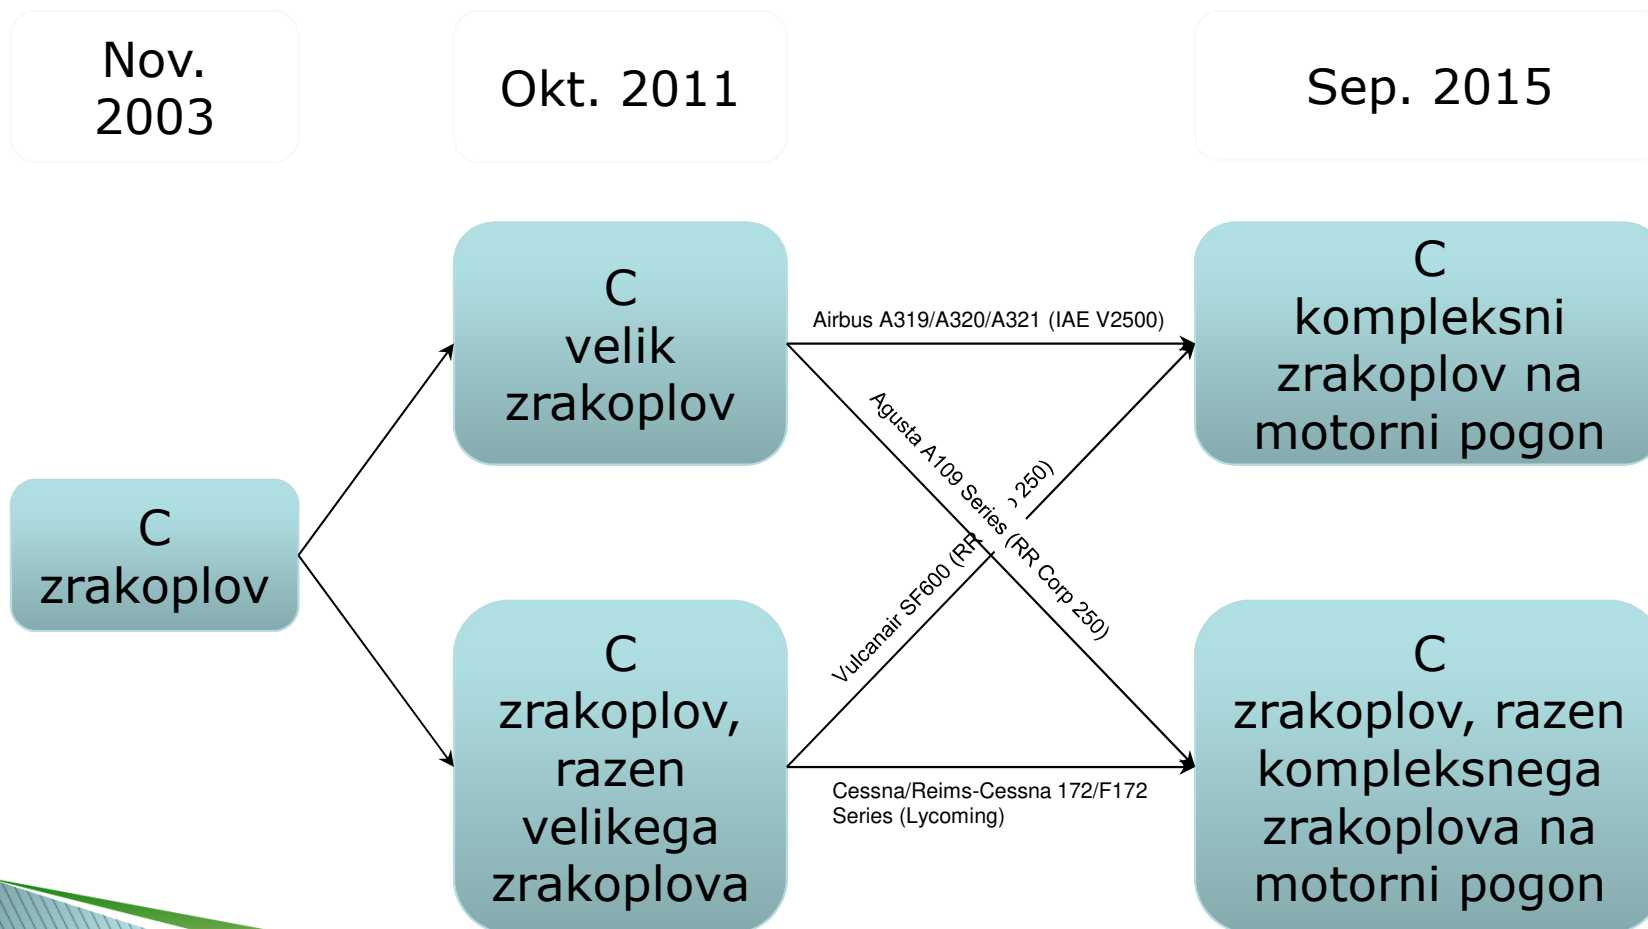 Nov.
2003
Okt. 2011
Sep. 2015
C
zrakoplov
C
velik
zrakoplov
C
zrakoplov,
razen
velikega
zrakoplova
Airbus A319/A320/A321 (IAE V2500)
Agusta A109 Series (RR Corp 250)
Vulcanair SF600 (RR 250)
Cessna/Reims-Cessna 172/F172
Series (Lycoming)
C
kompleksni
zrakoplov na
motorni pogon
C
zrakoplov, razen
kompleksnega
zrakoplova na
motorni pogon